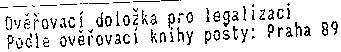 Ověřovací doložka pro legalizaci
Podle ověřovací knihy pošty: Praha 89